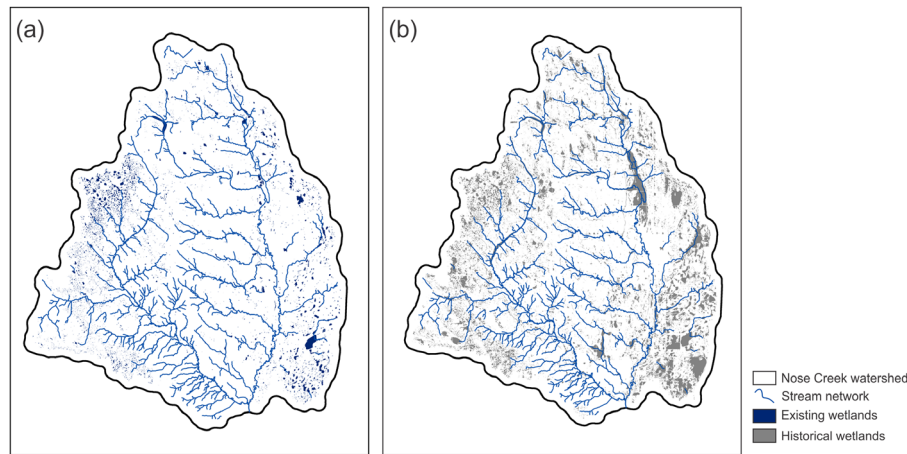 (a)
(b)
Nose Creek watershed
Stream network
Existing wetlands
Historical wetlands